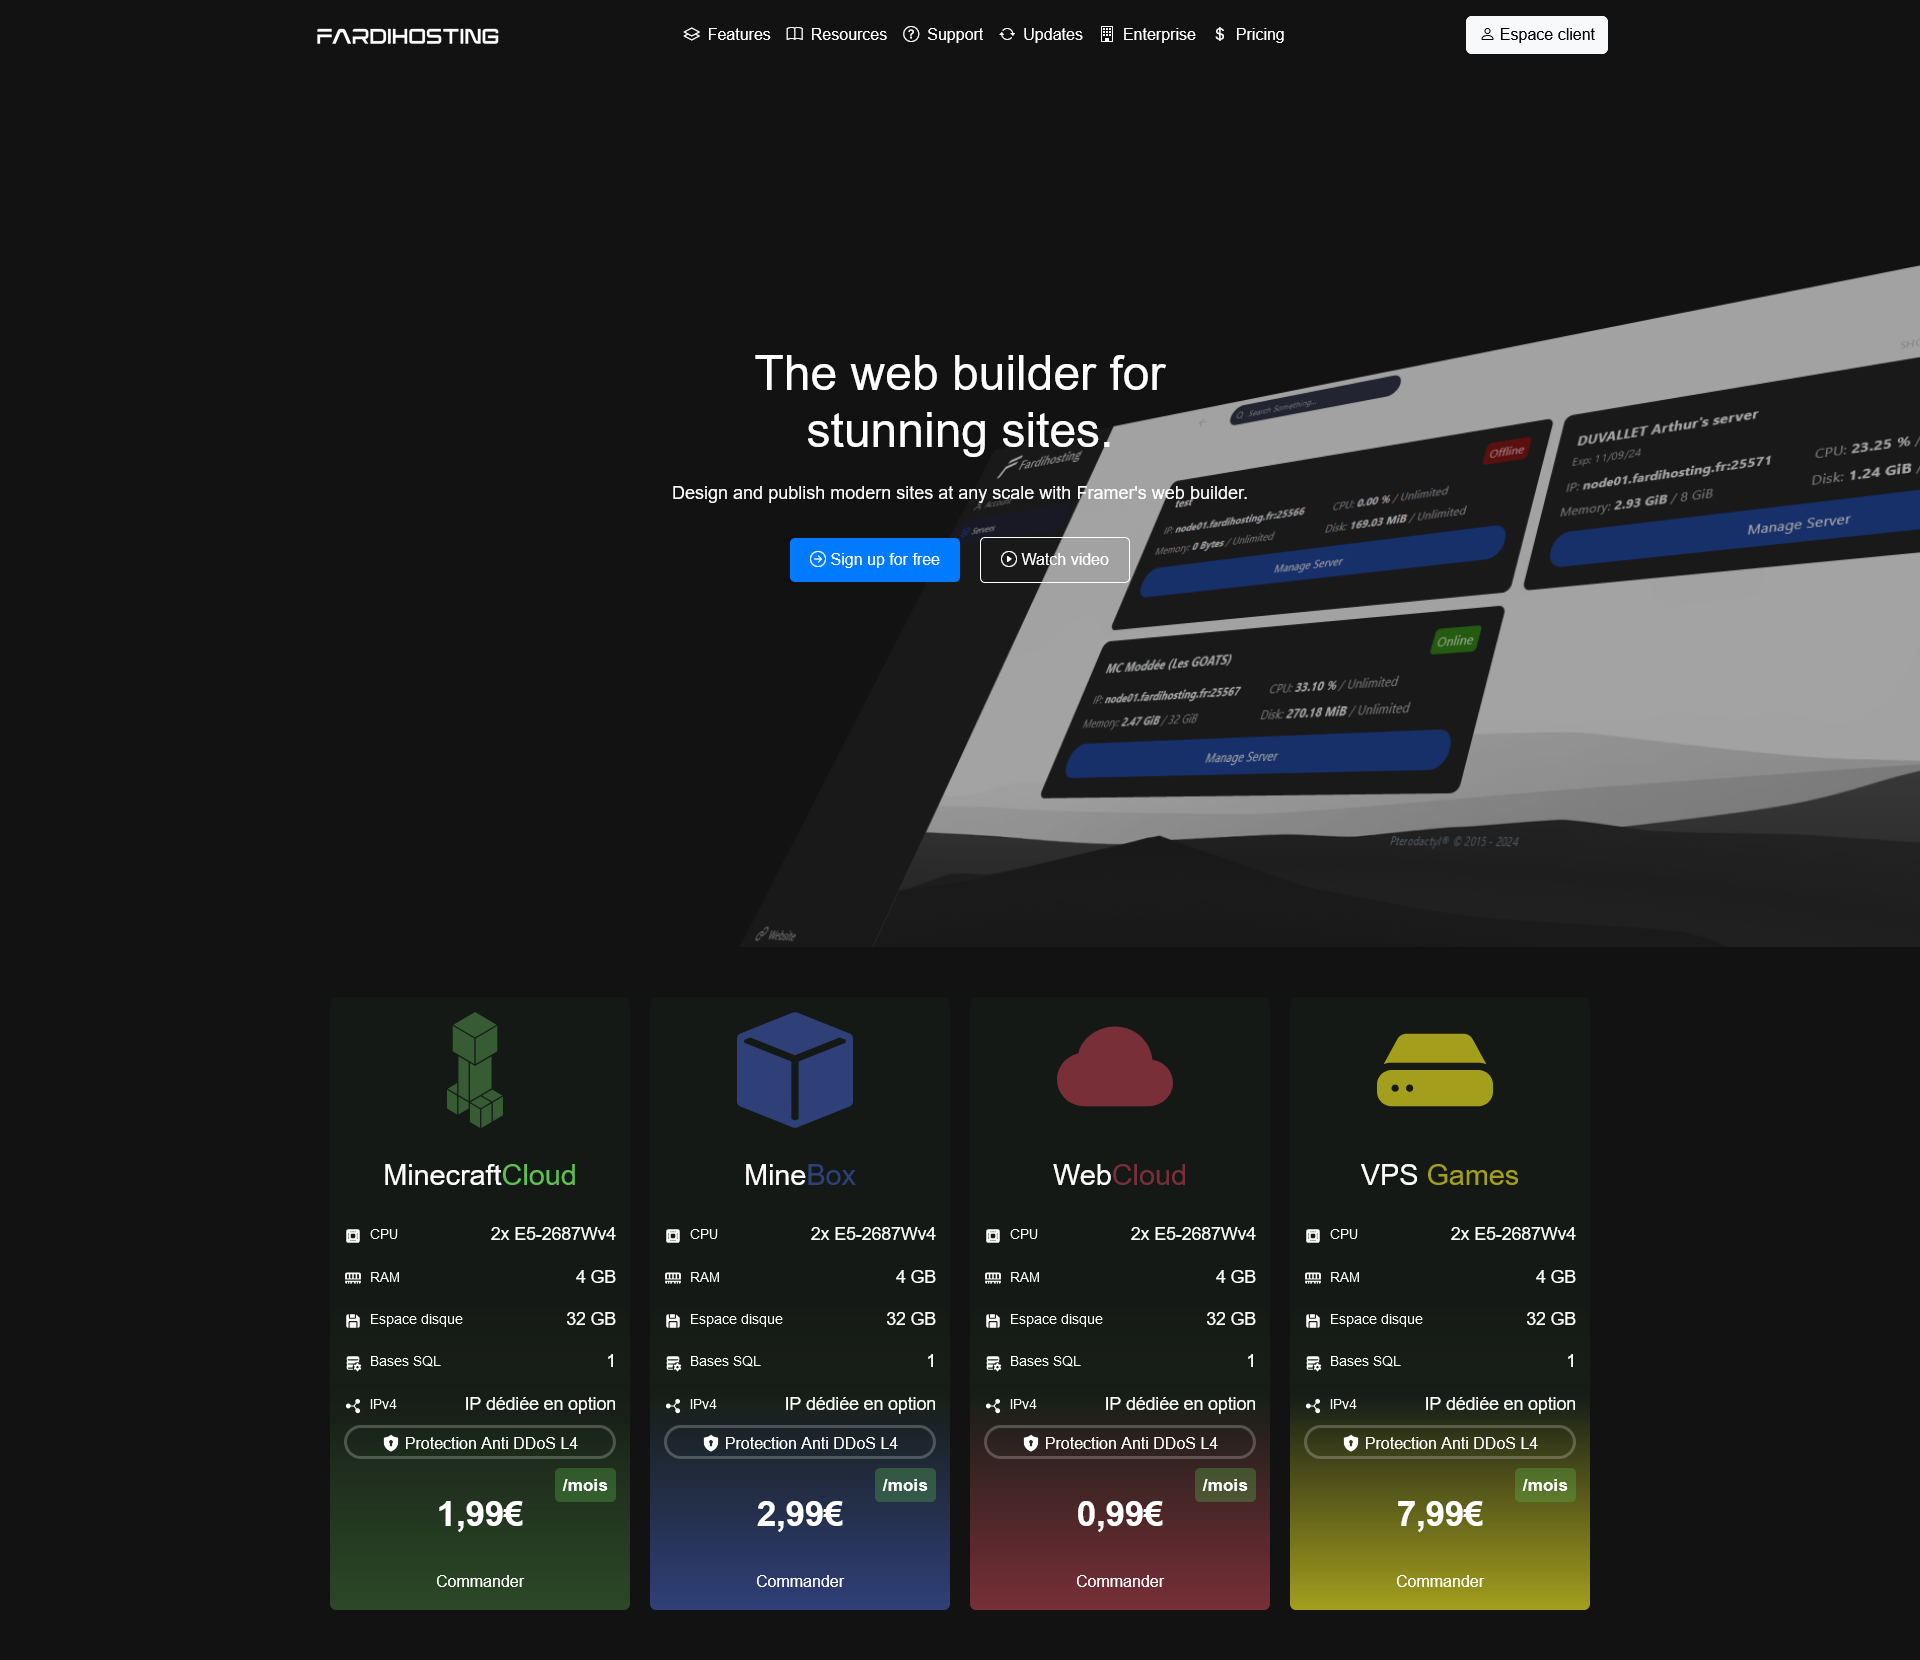 FARDIHOSTING
Features
Resources
Support
Updates
Enterprise
Pricing
Espace client
The web builder for
stunning sites.
Design and publish modern sites at any scale with Framer's web builder.
Sign up for free
Watch video
Search Something...
Fardihosting
Account
Servers
test
Offline
IP: node01.fardihosting.fr:25566
CPU: 0.00 % / Unlimited
Memory: 0 Bytes / Unlimited
Disk: 169.03 MiB / Unlimited
Manage Server
DUVALLET Arthur's server
Exp: 11/09/24
IP: node01.fardihosting.fr:25571
CPU: 23.25 % /
Memory: 2.93 GiB / 8 GiB
Disk: 1.24 GiB /
Manage Server
MC Moddée (Les GOATS)
Online
IP: node01.fardihosting.fr:25567
CPU: 33.10 % / Unlimited
Memory: 2.47 GiB / 32 GiB
Disk: 270.18 MiB / Unlimited
Manage Server
Pterodactyl® © 2015 - 2024
Website
MinecraftCloud
CPU 2x E5-2687Wv4
RAM 4 GB
Espace disque 32 GB
Bases SQL 1
IPv4 IP dédiée en option
Protection Anti DDoS L4
/mois
1,99€
Commander
MineBox
CPU 2x E5-2687Wv4
RAM 4 GB
Espace disque 32 GB
Bases SQL 1
IPv4 IP dédiée en option
Protection Anti DDoS L4
/mois
2,99€
Commander
WebCloud
CPU 2x E5-2687Wv4
RAM 4 GB
Espace disque 32 GB
Bases SQL 1
IPv4 IP dédiée en option
Protection Anti DDoS L4
/mois
0,99€
Commander
VPS Games
CPU 2x E5-2687Wv4
RAM 4 GB
Espace disque 32 GB
Bases SQL 1
IPv4 IP dédiée en option
Protection Anti DDoS L4
/mois
7,99€
Commander